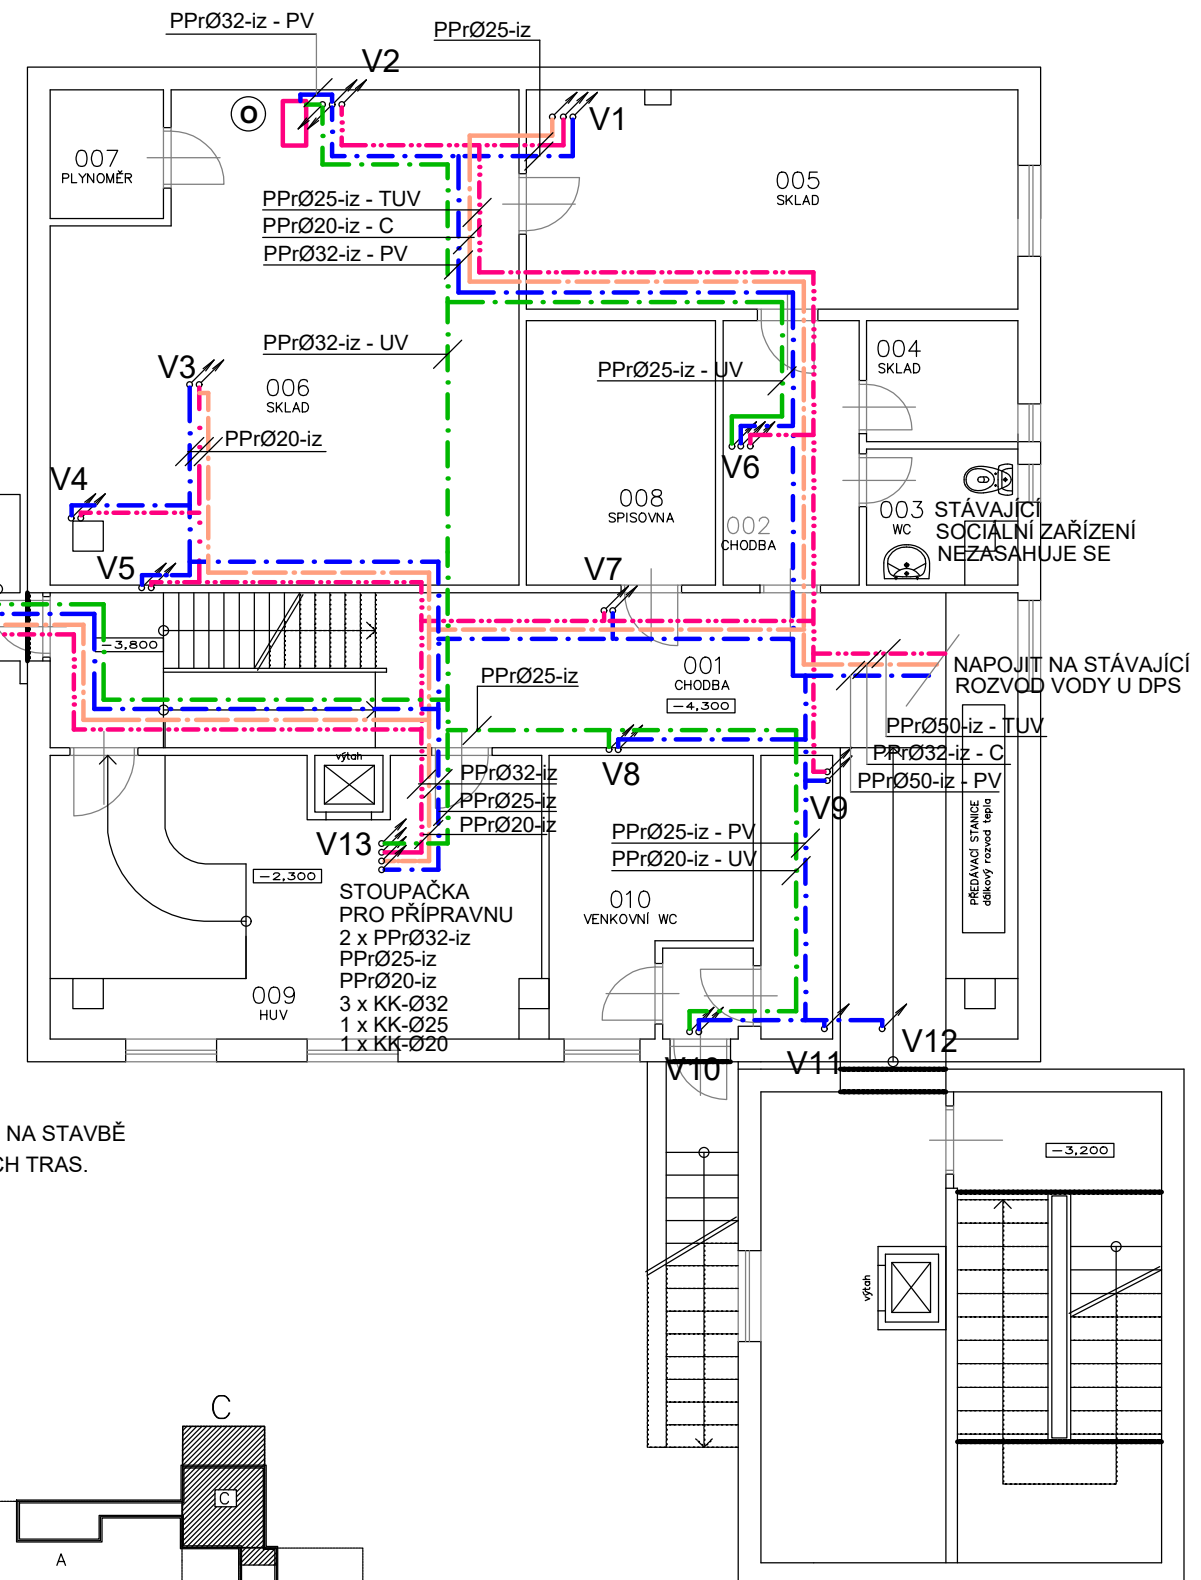 PPrØ32-iz - PV
PPrØ25-iz
V2
O
V1
007
PLYNOMĚR
005
SKLAD
PPrØ25-iz - TUV
PPrØ20-iz - C
PPrØ32-iz - PV
PPrØ32-iz - UV
004
SKLAD
V3
006
SKLAD
PPrØ25-iz - UV
PPrØ20-iz
V6
V4
008
SPISOVNA
002
CHODBA
003
WC
STÁVAJÍCÍ
SOCIÁLNÍ ZAŘÍZENÍ
NEZASAHUJE SE
V5
V7
-3,800
001
CHODBA
-4,300
NAPOJIT NA STÁVAJÍCÍ
ROZVOD VODY U DPS
PPrØ25-iz
PPrØ50-iz - TUV
PPrØ32-iz - C
PPrØ50-iz - PV
výtah
PPrØ32-iz
PPrØ25-iz
PPrØ20-iz
V8
V9
V13
PPrØ25-iz - PV
PPrØ20-iz - UV
PŘEDÁVACÍ STANICE
dálkový rozvod tepla
-2,300
STOUPAČKA
PRO PŘÍPRAVNU
2 x PPrØ32-iz
PPrØ25-iz
PPrØ20-iz
3 x KK-Ø32
1 x KK-Ø25
1 x KK-Ø20
010
VENKOVNÍ WC
009
HUV
V10
V11
V12
NA STAVBĚ
CH TRAS.
-3,200
výtah
C
C
A